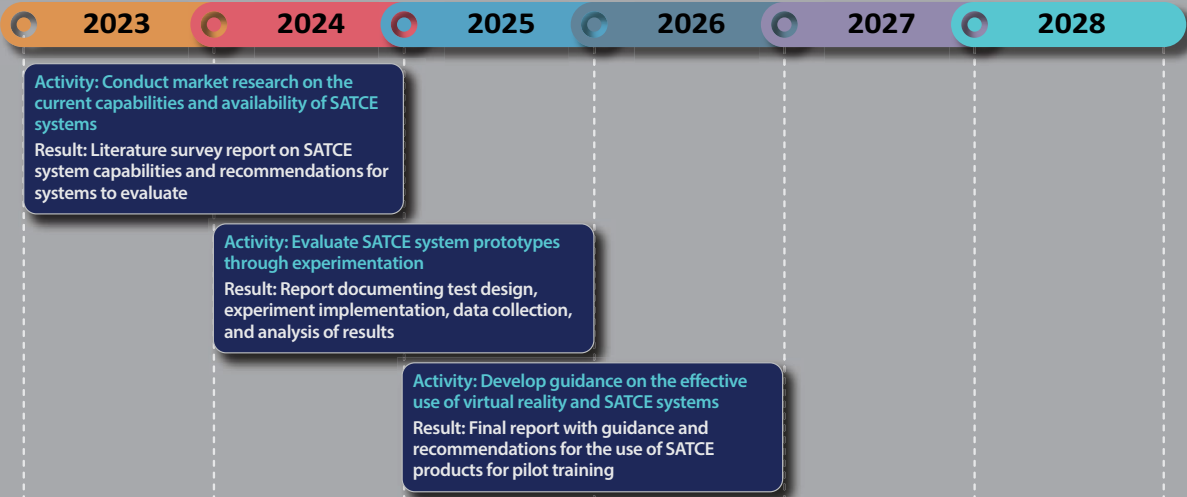 2023 2024 2025 2026 2027 2028
Activity: Conduct market research on the
current capabilities and availability of SATCE
systems
Result: Literature survey report on SATCE
system capabilities and recommendations for
systems to evaluate
Activity: Evaluate SATCE system prototypes
through experimentation
Result: Report documenting test design,
experiment implementation, data collection,
and analysis of results
Activity: Develop guidance on the effective
use of virtual reality and SATCE systems
Result: Final report with guidance and
recommendations for the use of SATCE
products for pilot training